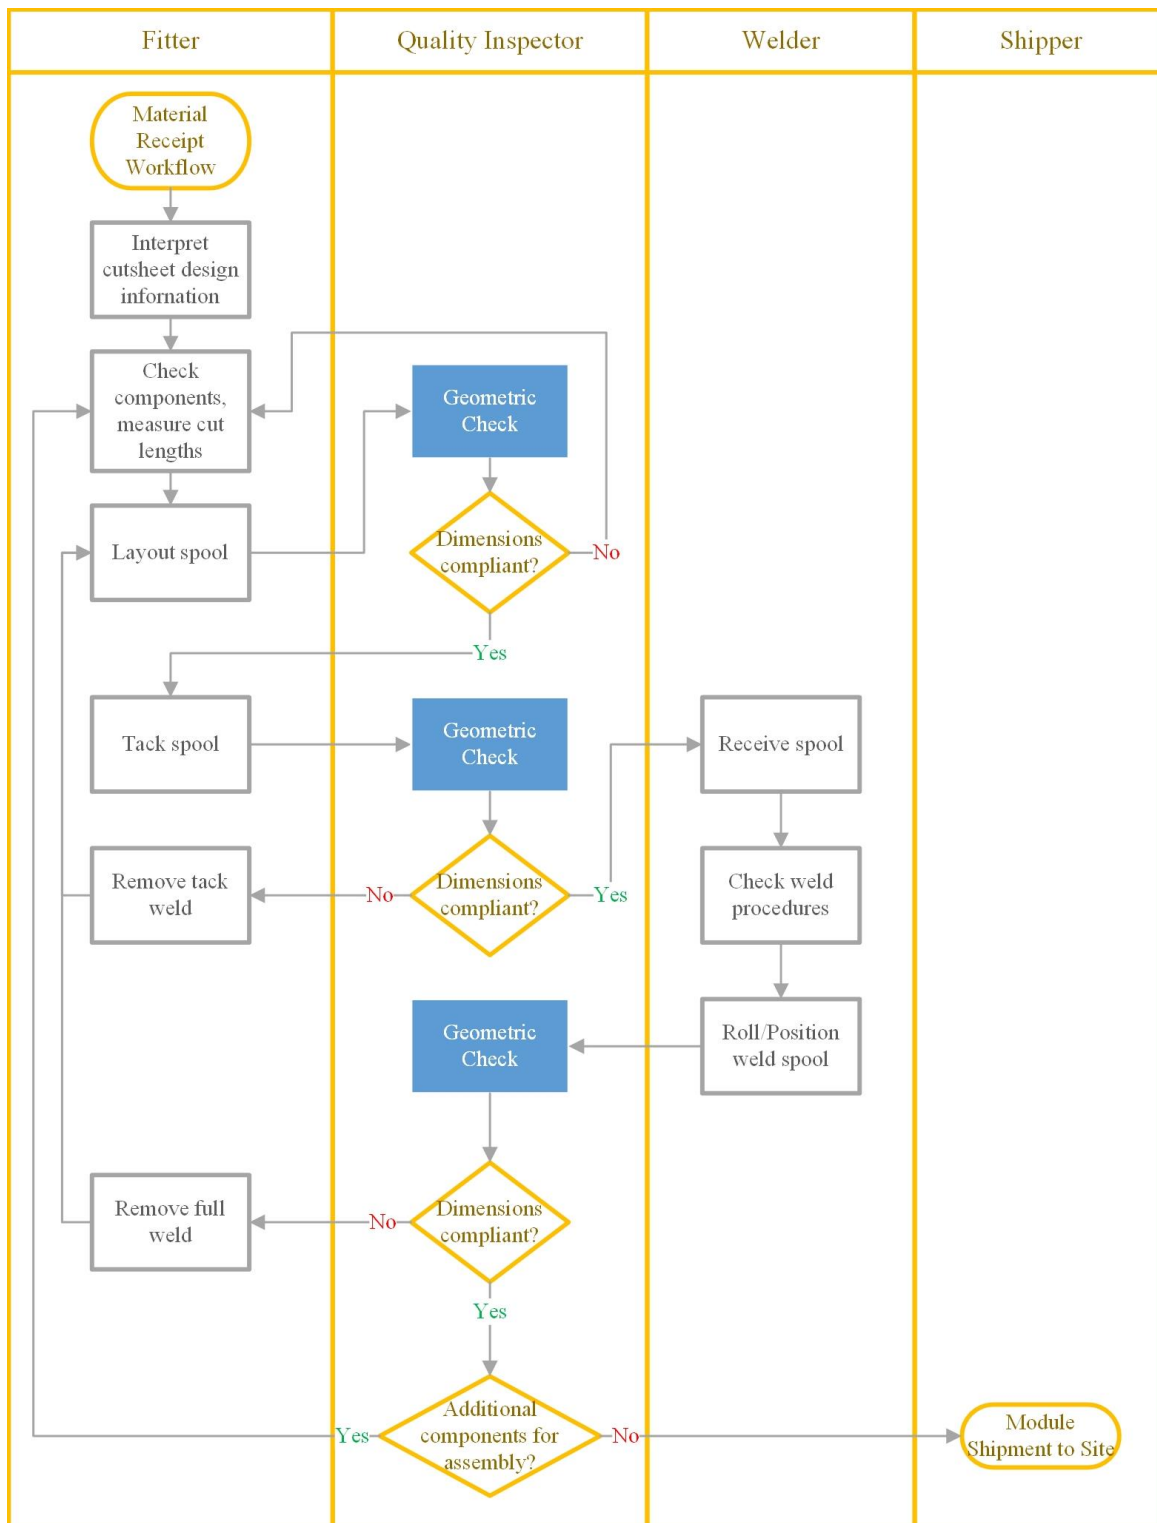 Fitter
Quality Inspector
Welder
Shipper
Material
Receipt
Workflow
Interpret
cutsheet design
infornation
Check
components,
measure cut
lengths
Geometric
Check
Layout spool
Dimensions
compliant?
No
Yes
Tack spool
Geometric
Check
Receive spool
Remove tack
weld
No
Dimensions
compliant?
Yes
Check weld
procedures
Geometric
Check
Roll/Position
weld spool
Remove full
weld
No
Dimensions
compliant?
Yes
Yes
Additional
components for
assembly?
No
Module
Shipment to Site